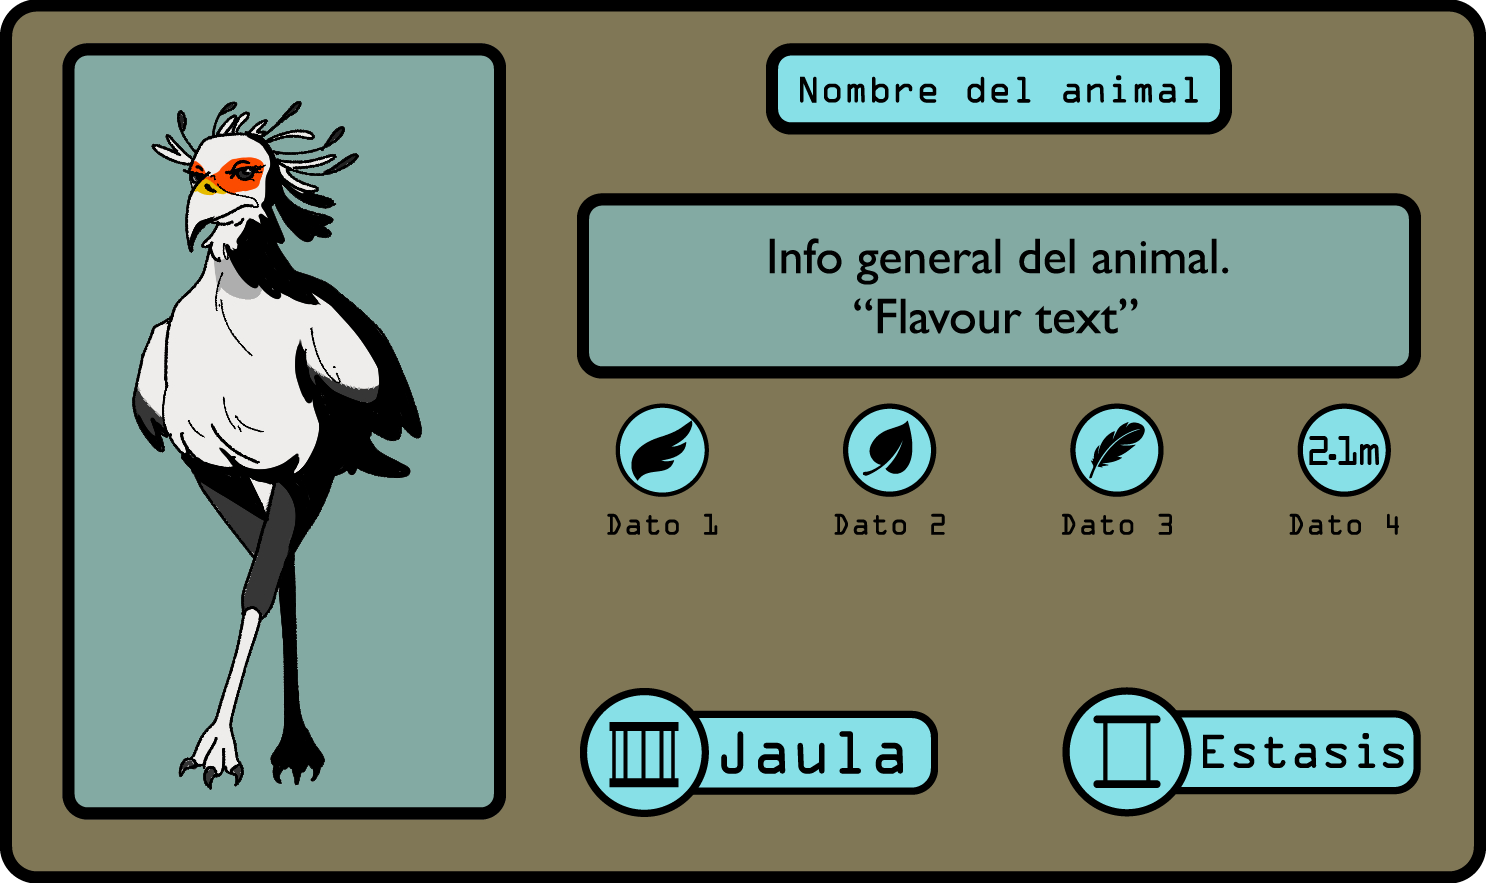 Nombre del animal
Info general del animal.
“Flavour text”
2.1m
Dato 1
Dato 2
Dato 3
Dato 4
Jaula
Estasis